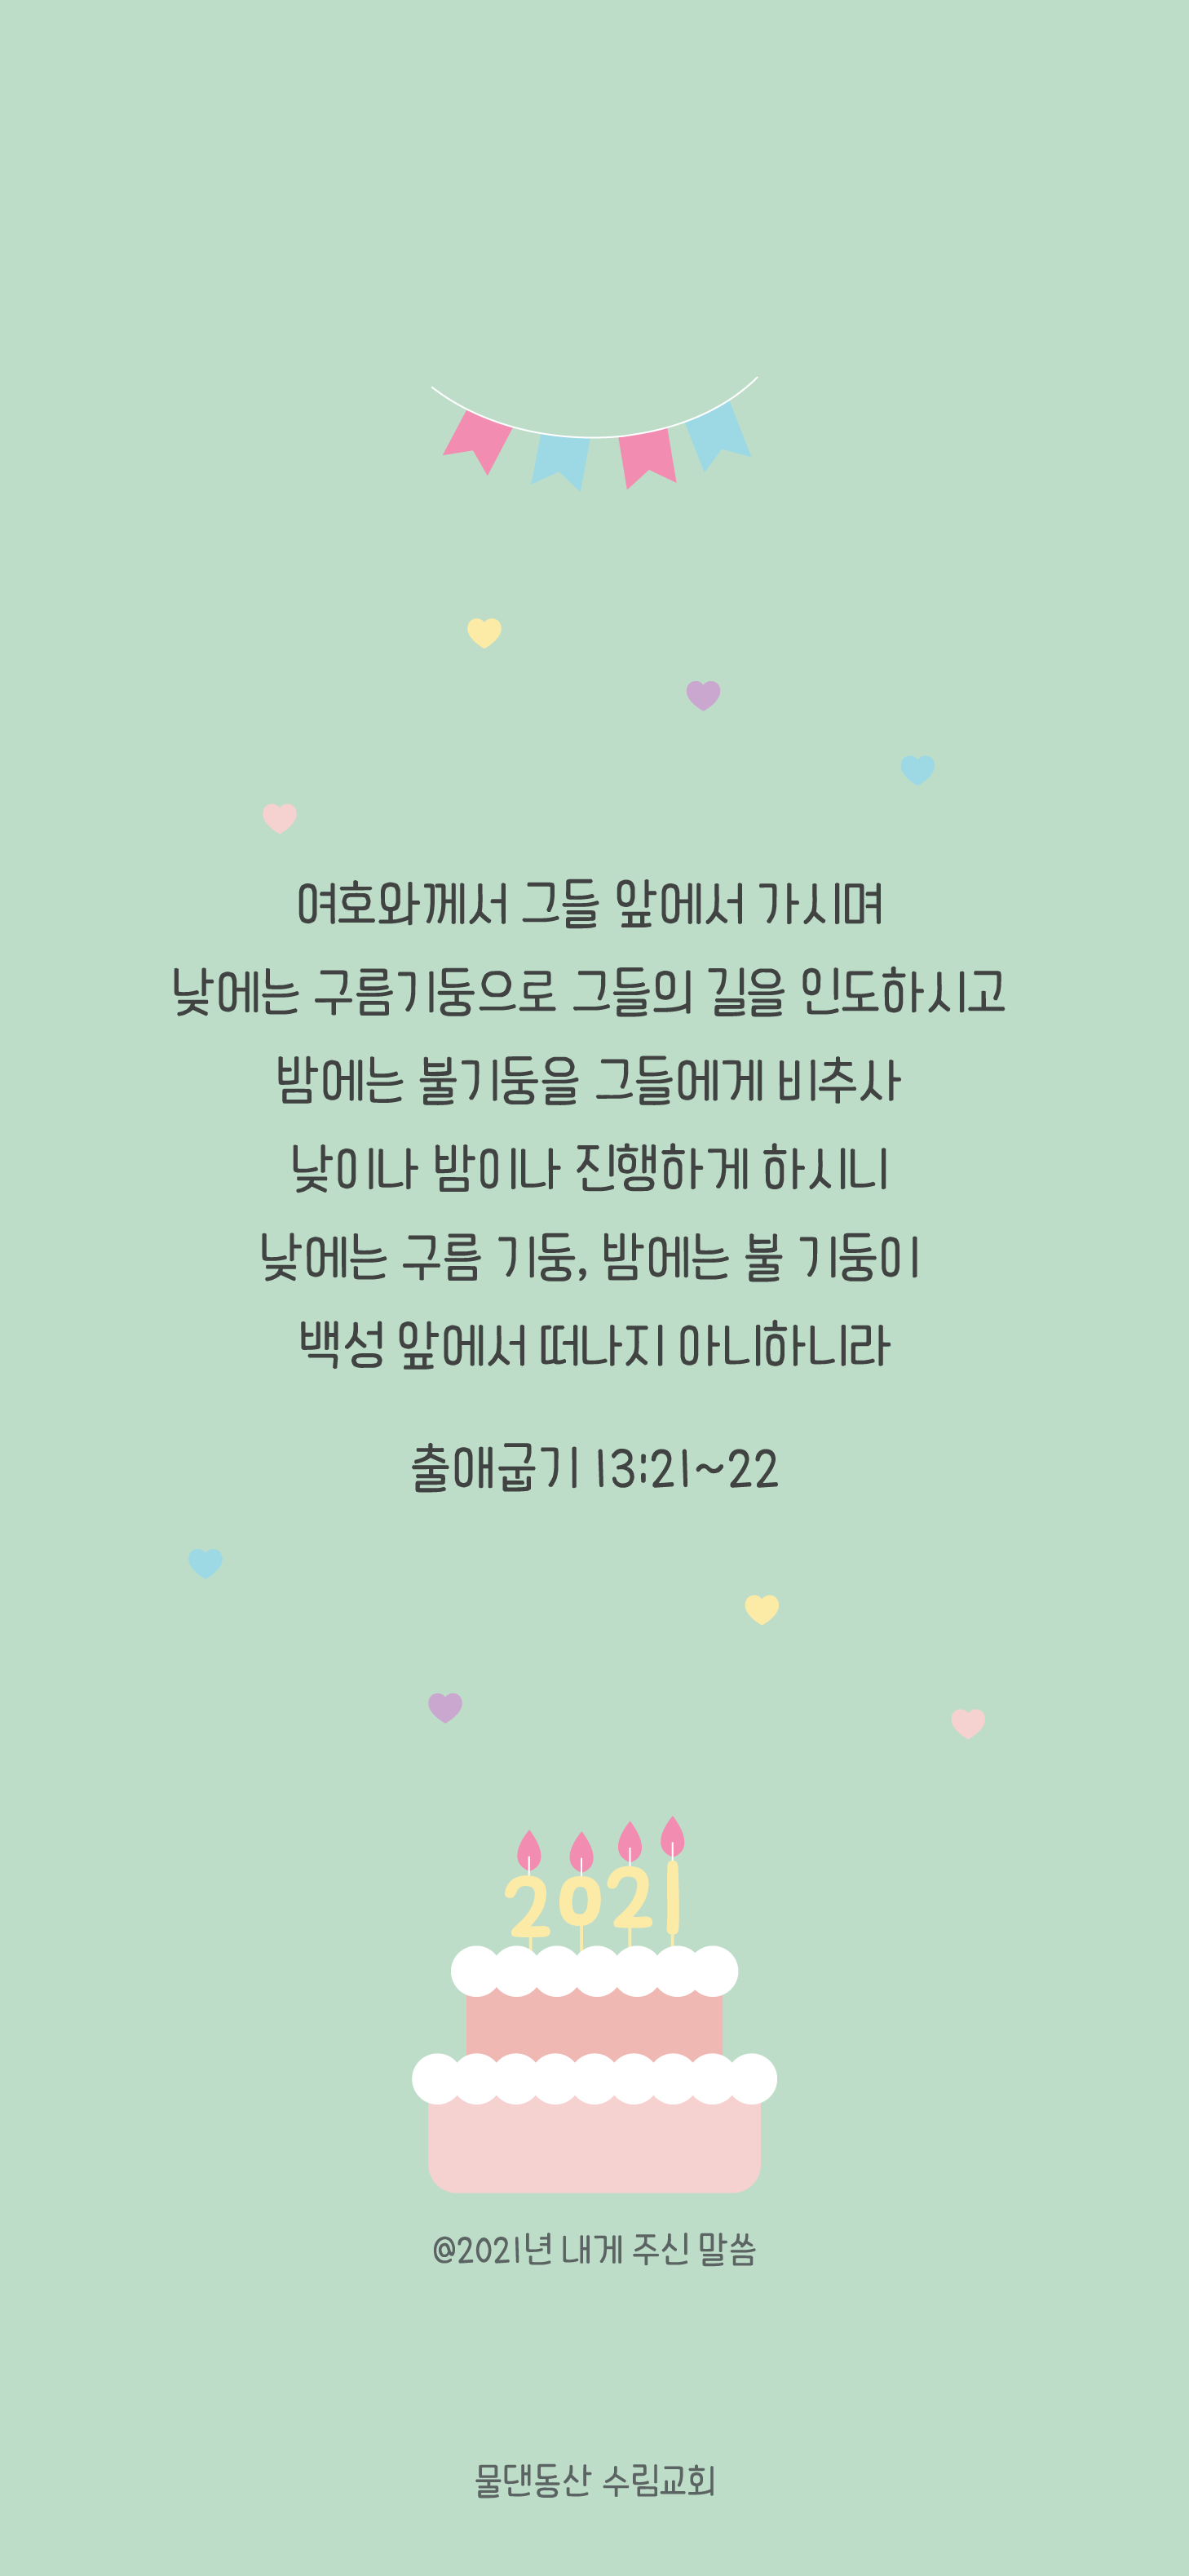 여호와께서 그들 앞에서 가시며
낮에는 구름기둥으로 그들의 길을 인도하시고
밤에는 불기둥을 그들에게 비추사
낮이나 밤이나 진행하게 하시니
낮에는 구름 기둥, 밤에는 불 기둥이
백성 앞에서 떠나지 아니하니라
출애굽기 13:21~22
2021
@2021년 내게 주신 말씀
물댄동산 수림교회